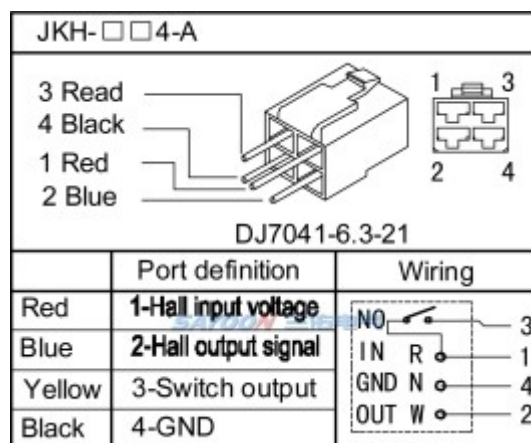 JKH-□□4-A
3 Read
4 Black
1 Red
2 Blue
1 3
2 4
DJ7041-6.3-21
Port definition Wiring
Red 1-Hall input voltage
Blue 2-Hall output signal
Yellow 3-Switch output
Black 4-GND
NO 3
IN R 1
GND N 4
OUT W 2